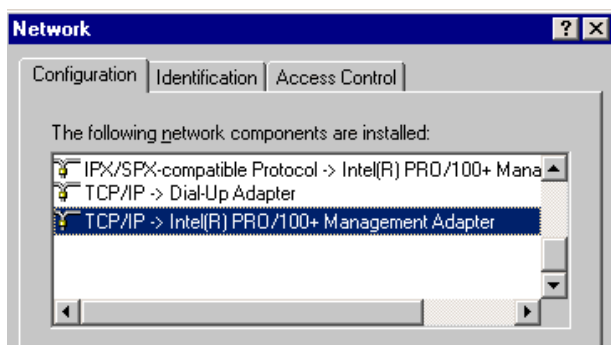 Network
Configuration Identification Access Control
The following network components are installed:
IPX/SPX-compatible Protocol -> Intel(R) PRO/100+ Mana
TCP/IP -> Dial-Up Adapter
TCP/IP -> Intel(R) PRO/100+ Management Adapter